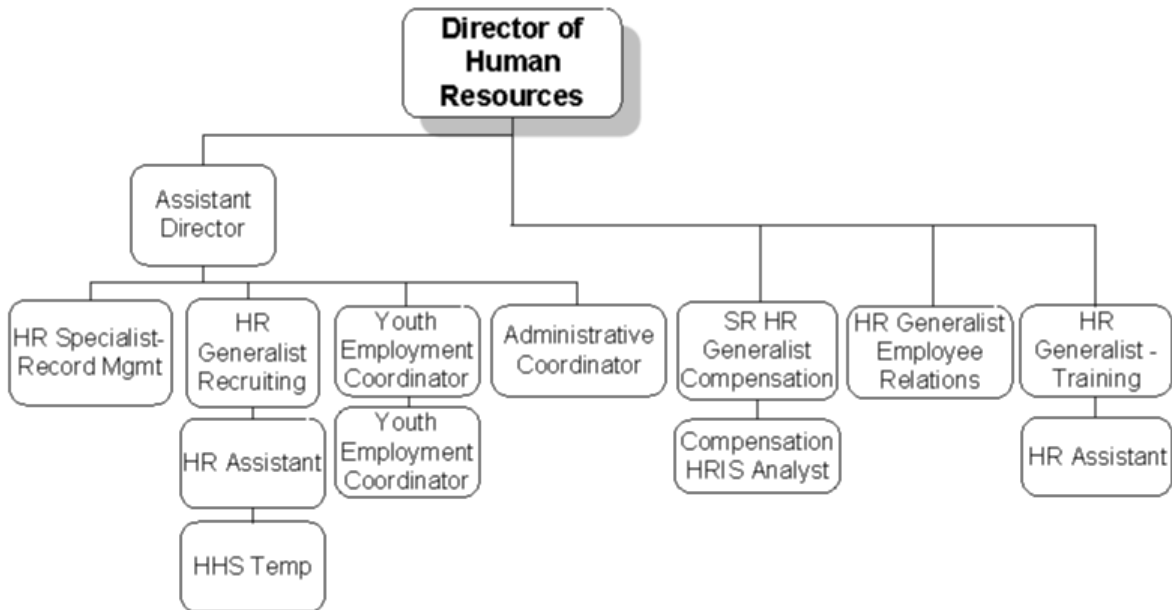 Director of
Human
Resources
Assistant
Director
HR Specialist-
Record Mgmt
HR
Generalist
Recruiting
Youth
Employment
Coordinator
Administrative
Coordinator
SR HR
Generalist
Compensation
HR Generalist
Employee
Relations
HR
Generalist -
Training
HR Assistant
Youth
Employment
Coordinator
Compensation
HRIS Analyst
HR Assistant
HHS Temp